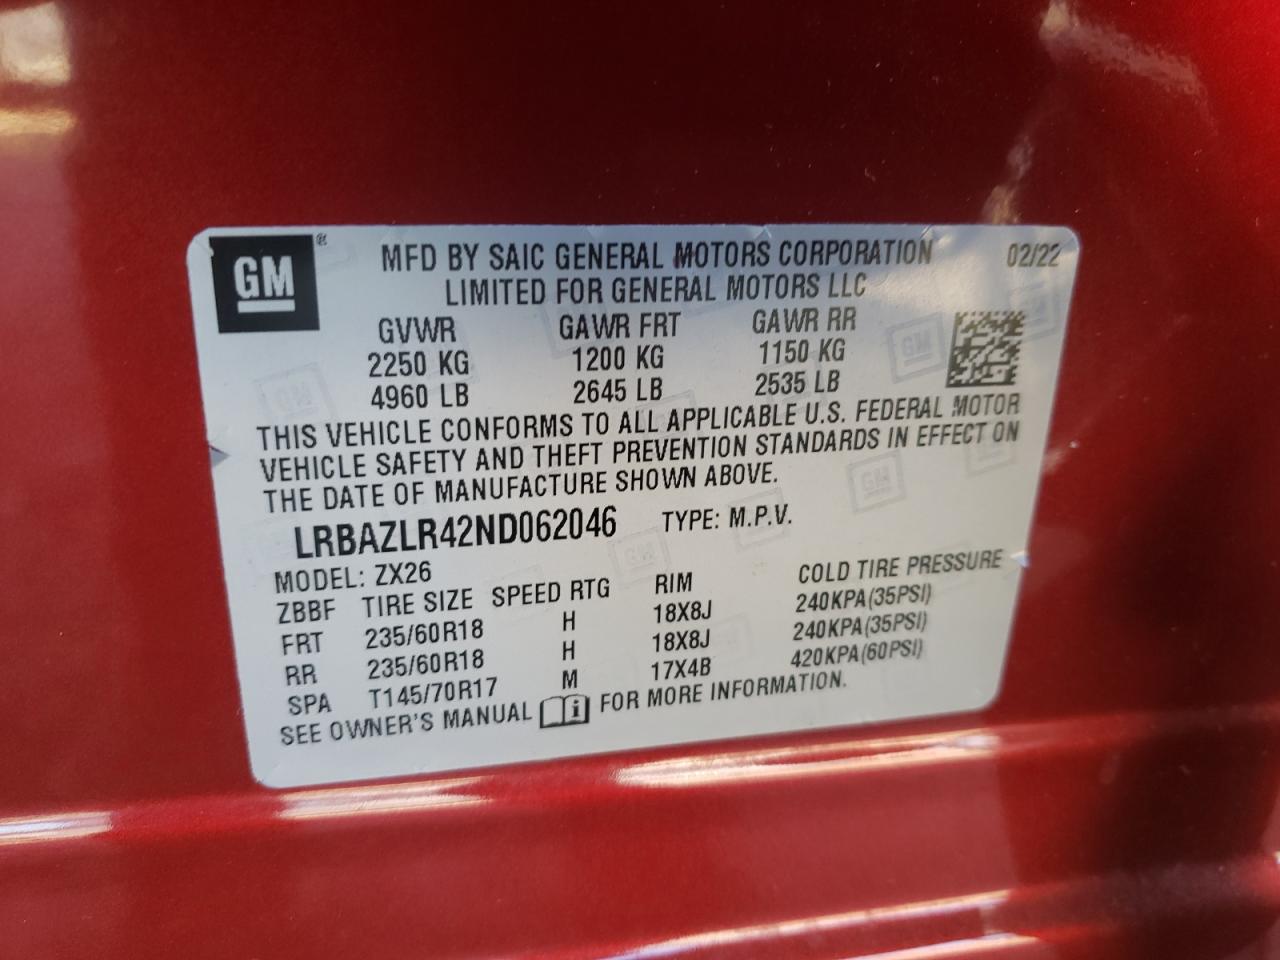 GM ®
MFD BY SAIC GENERAL MOTORS CORPORATION 02/22
LIMITED FOR GENERAL MOTORS LLC
GVWR GAWR FRT GAWR RR
2250 KG 1200 KG 1150 KG
4960 LB 2645 LB 2535 LB
THIS VEHICLE CONFORMS TO ALL APPLICABLE U.S. FEDERAL MOTOR
VEHICLE SAFETY AND THEFT PREVENTION STANDARDS IN EFFECT ON
THE DATE OF MANUFACTURE SHOWN ABOVE.
LRBAZLR42ND062046 TYPE: M.P.V.
MODEL: ZX26
ZBBF TIRE SIZE SPEED RTG RIM COLD TIRE PRESSURE
FRT 235/60R18 H 18X8J 240KPA(35PSI)
RR 235/60R18 H 18X8J 240KPA(35PSI)
SPA T145/70R17 M 17X4B 420KPA(60PSI)
SEE OWNER'S MANUAL i FOR MORE INFORMATION.